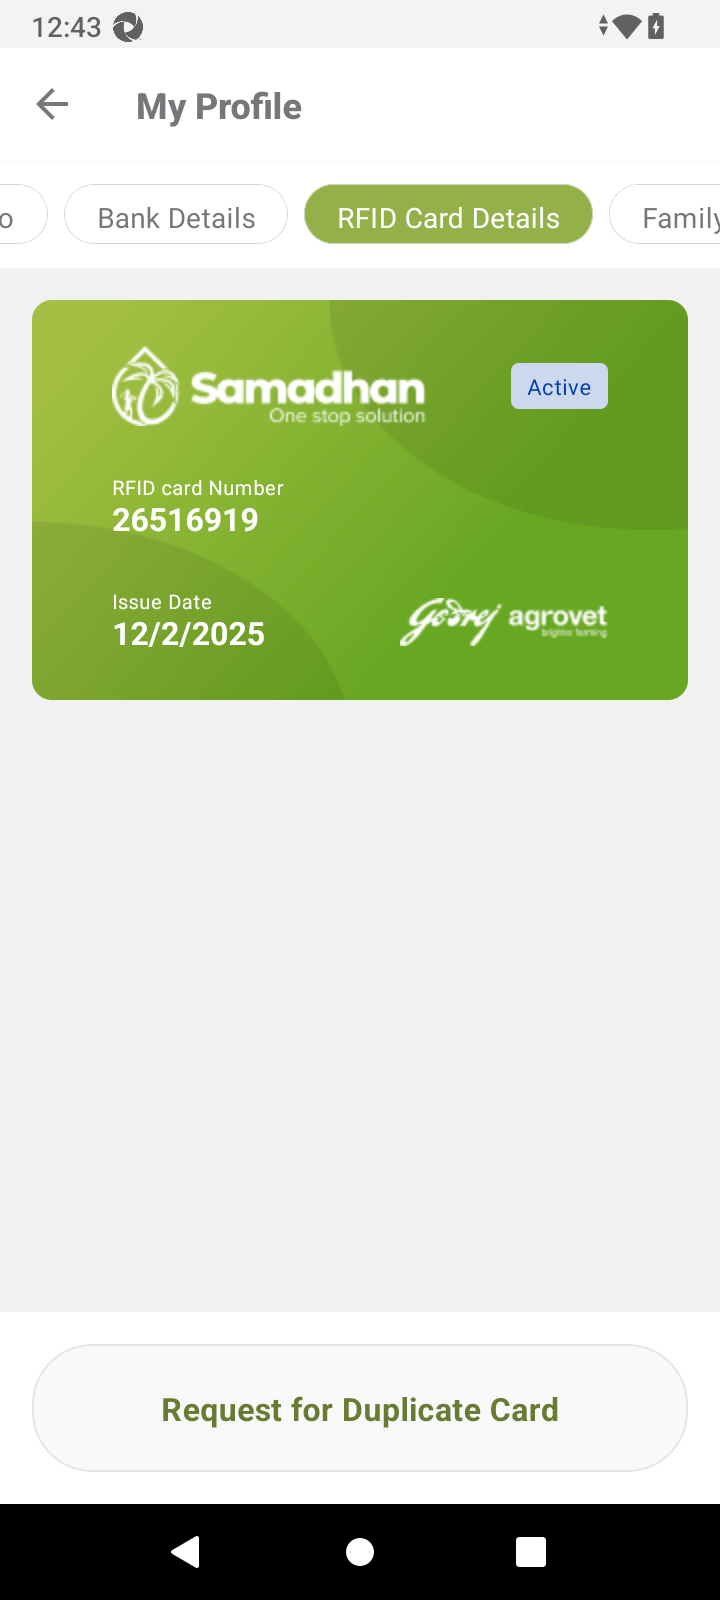 12:43
My Profile
o
Bank Details
RFID Card Details
Family
Samadhan
One stop solution
Active
RFID card Number
26516919
Issue Date
12/2/2025
Godrej agrovet
brighter farming
Request for Duplicate Card